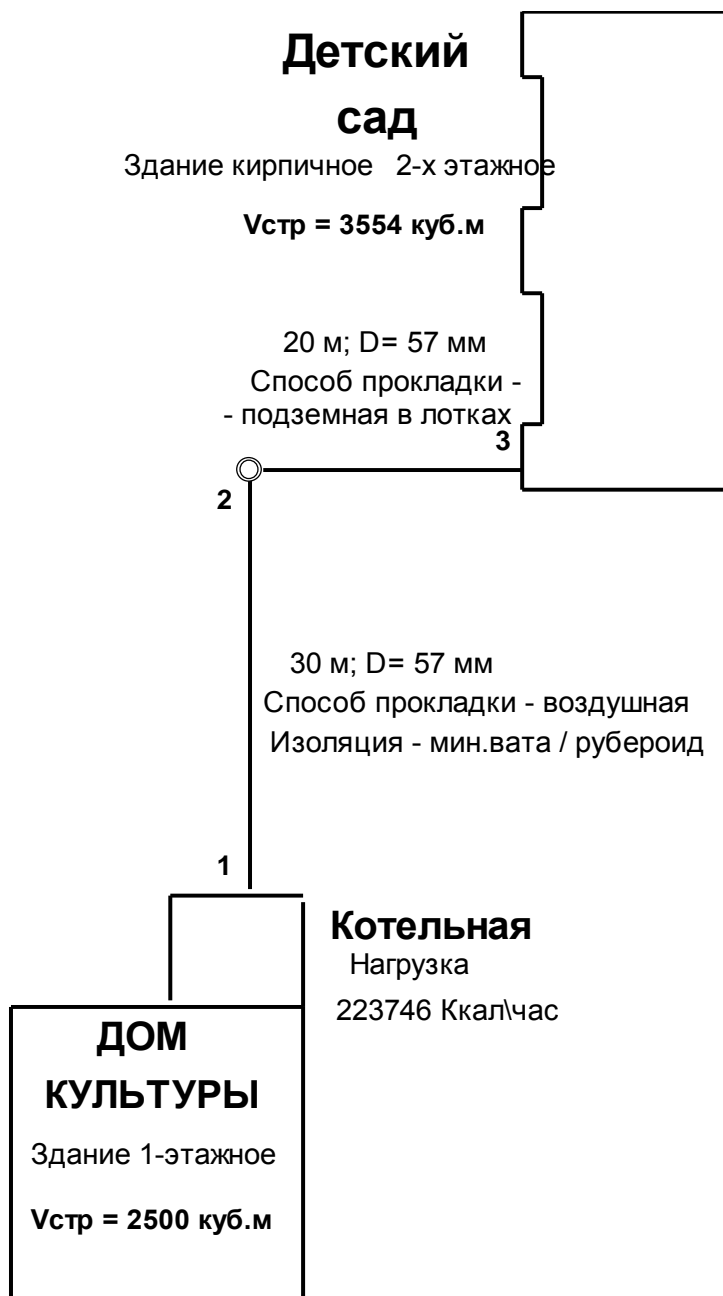 Детский
сад
Здание кирпичное 2-х этажное
Vстр = 3554 куб.м
20 м; D= 57 мм
Способ прокладки -
- подземная в лотках
3
2
30 м; D= 57 мм
Способ прокладки - воздушная
Изоляция - мин.вата / рубероид
1
Котельная
Нагрузка
223746 Ккал\час
ДОМ
КУЛЬТУРЫ
Здание 1-этажное
Vстр = 2500 куб.м